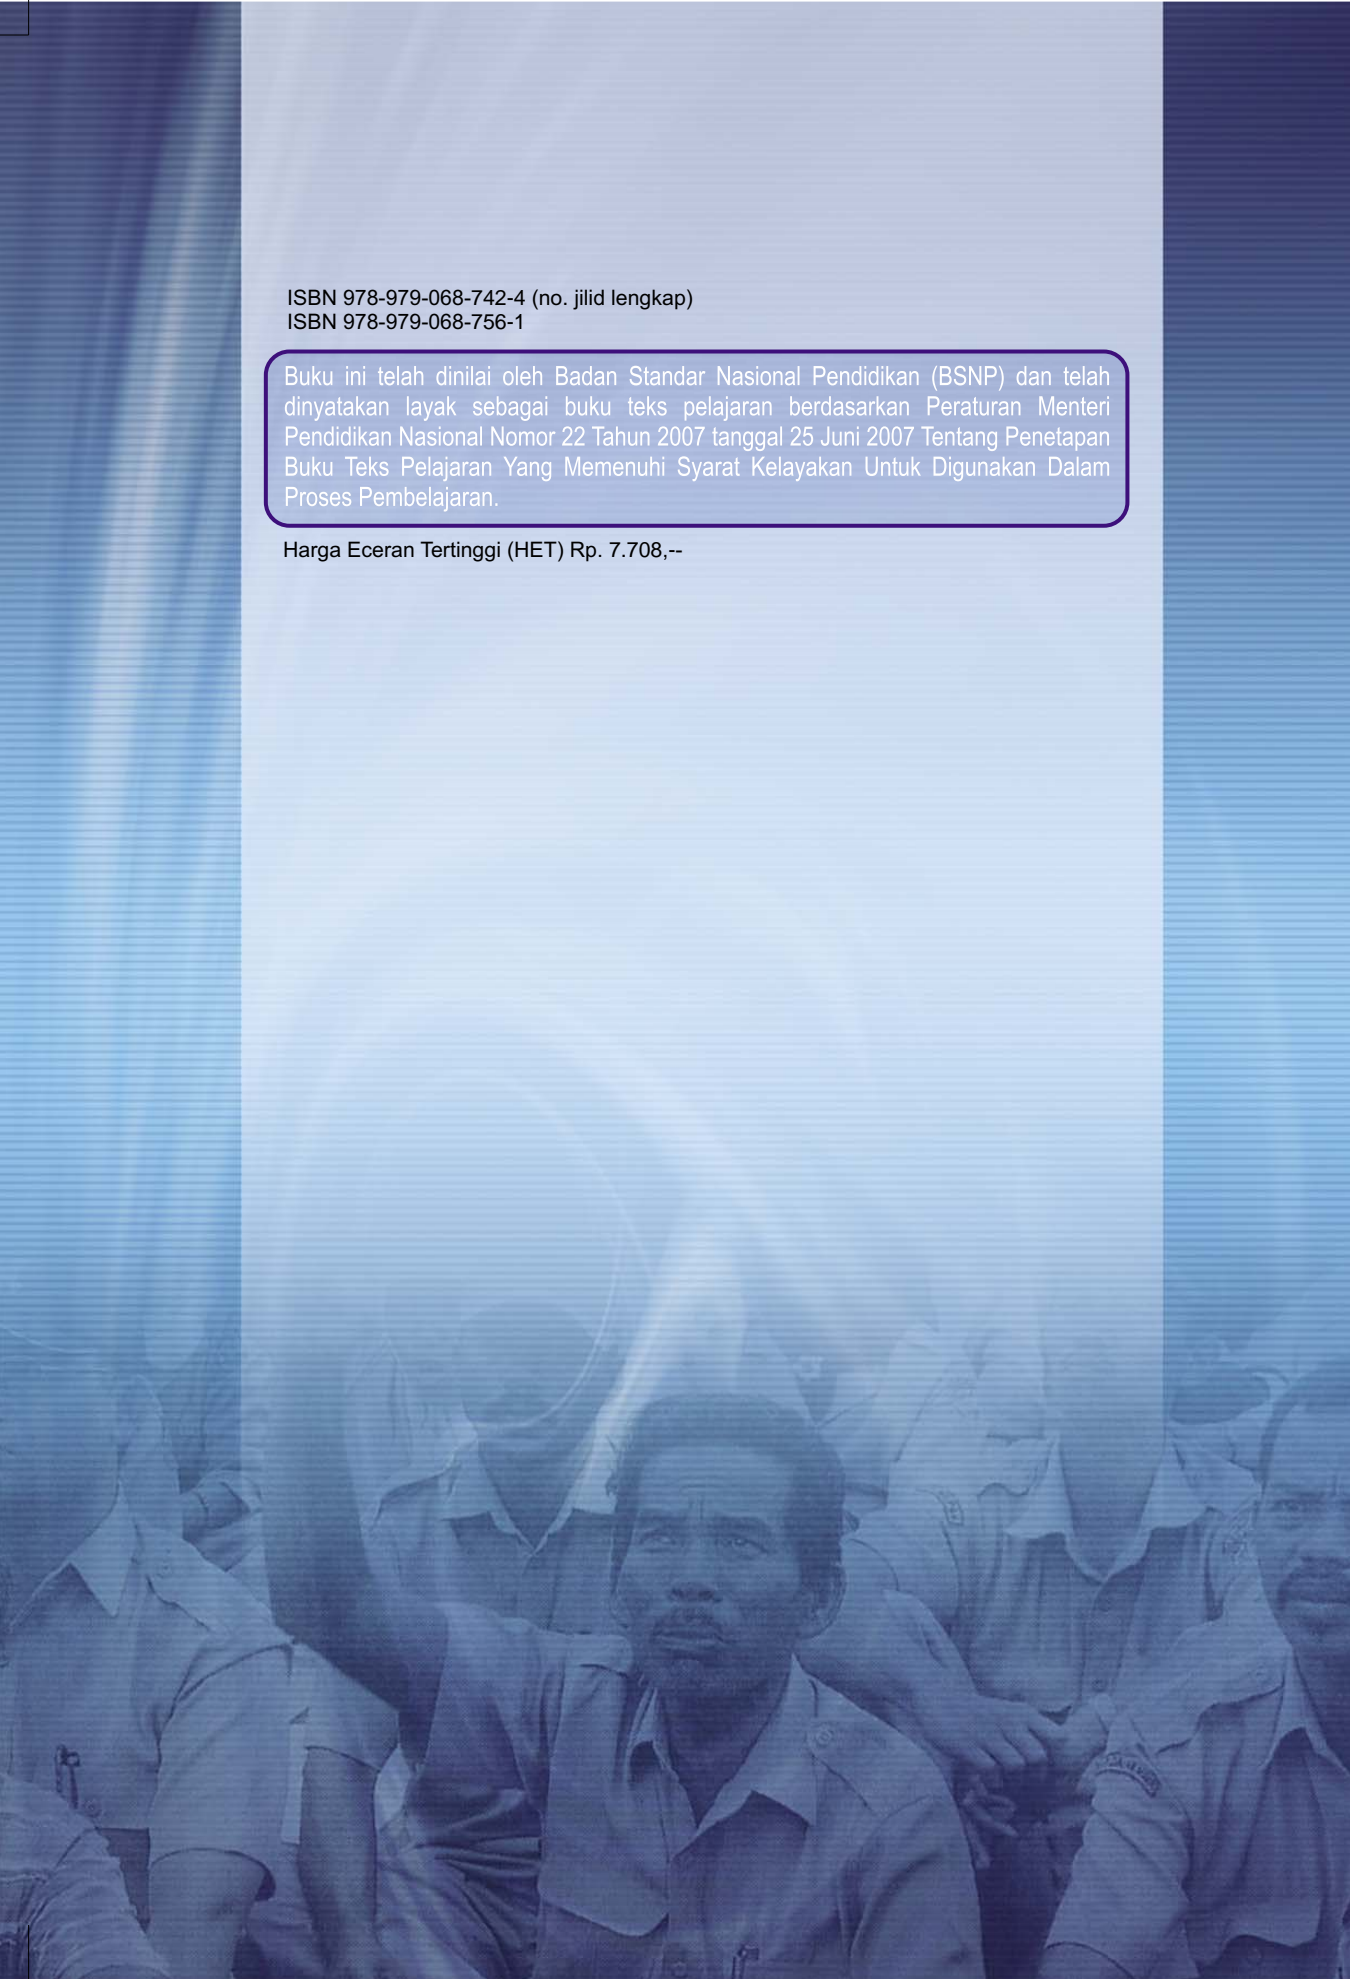 ISBN 978-979-068-742-4 (no. jilid lengkap)
ISBN 978-979-068-756-1
Buku ini telah dinilai oleh Badan Standar Nasional Pendidikan (BSNP) dan telah
dinyatakan layak sebagai buku teks pelajaran berdasarkan Peraturan Menteri
Pendidikan Nasional Nomor 22 Tahun 2007 tanggal 25 Juni 2007 Tentang Penetapan
Buku Teks Pelajaran Yang Memenuhi Syarat Kelayakan Untuk Digunakan Dalam
Proses Pembelajaran.
Harga Eceran Tertinggi (HET) Rp. 7.708,--